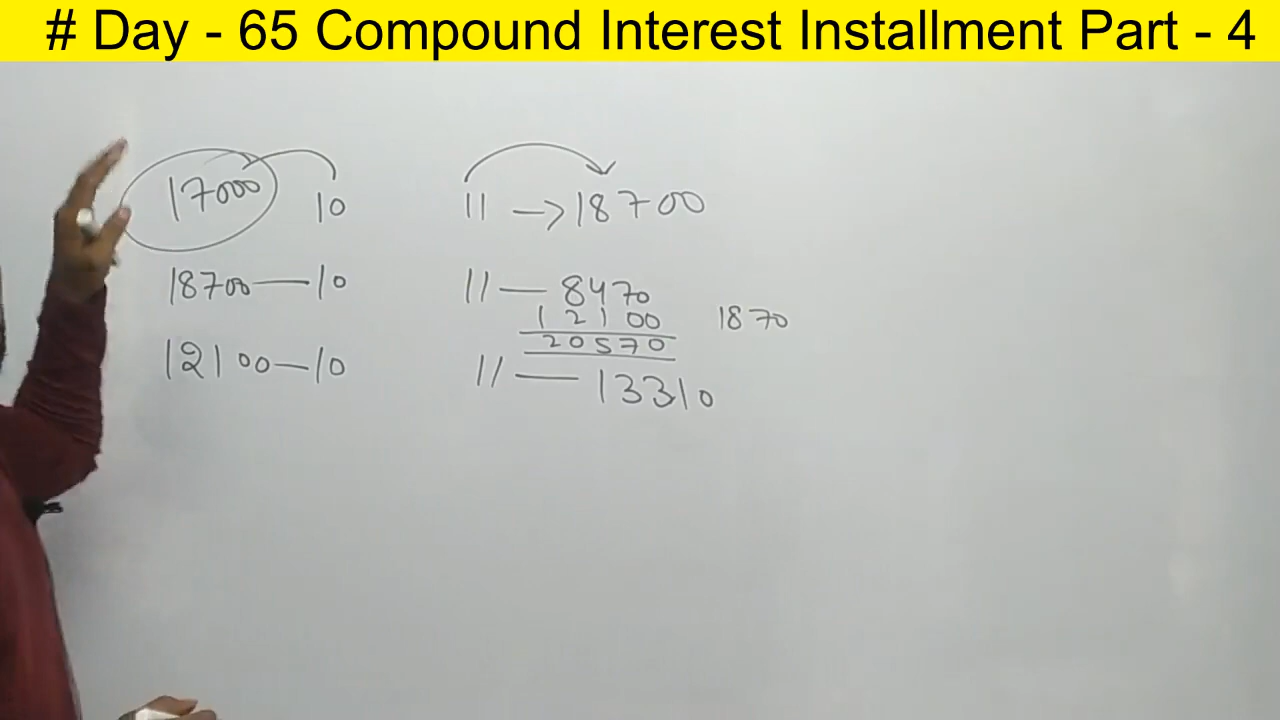 # Day - 65 Compound Interest Installment Part - 4
17000 10 11 → 18700
18700 — 10 11 — 8470
12100 1870
20570
12100 — 10 11 — 13310